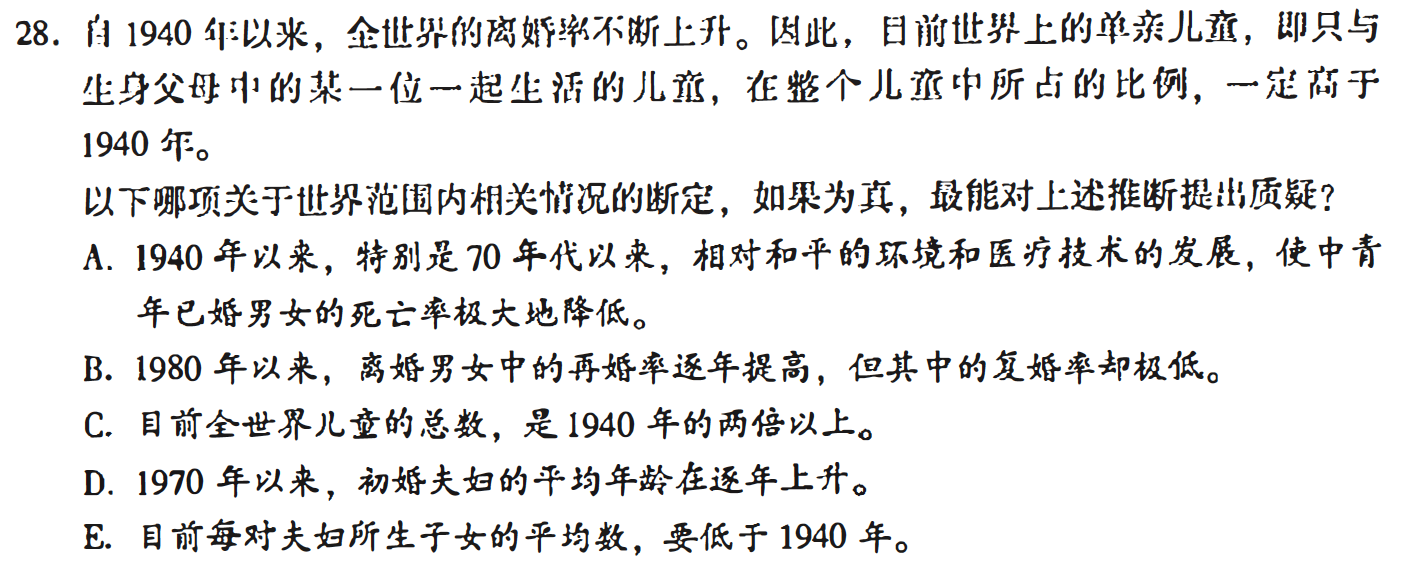 28. 自 1940 年以来，全世界的离婚率不断上升。因此，目前世界上的单亲儿童，即只与
生身父母中的某一位一起生活的儿童，在整个儿童中所占的比例，一定高于
1940 年。
以下哪项关于世界范围内相关情况的断定，如果为真，最能对上述推断提出质疑？
A. 1940 年以来，特别是 70 年代以来，相对和平的环境和医疗技术的发展，使中青
年已婚男女的死亡率极大地降低。
B. 1980 年以来，离婚男女中的再婚率逐年提高，但其中的复婚率却极低。
C. 目前全世界儿童的总数，是 1940 年的两倍以上。
D. 1970 年以来，初婚夫妇的平均年龄在逐年上升。
E. 目前每对夫妇所生子女的平均数，要低于 1940 年。